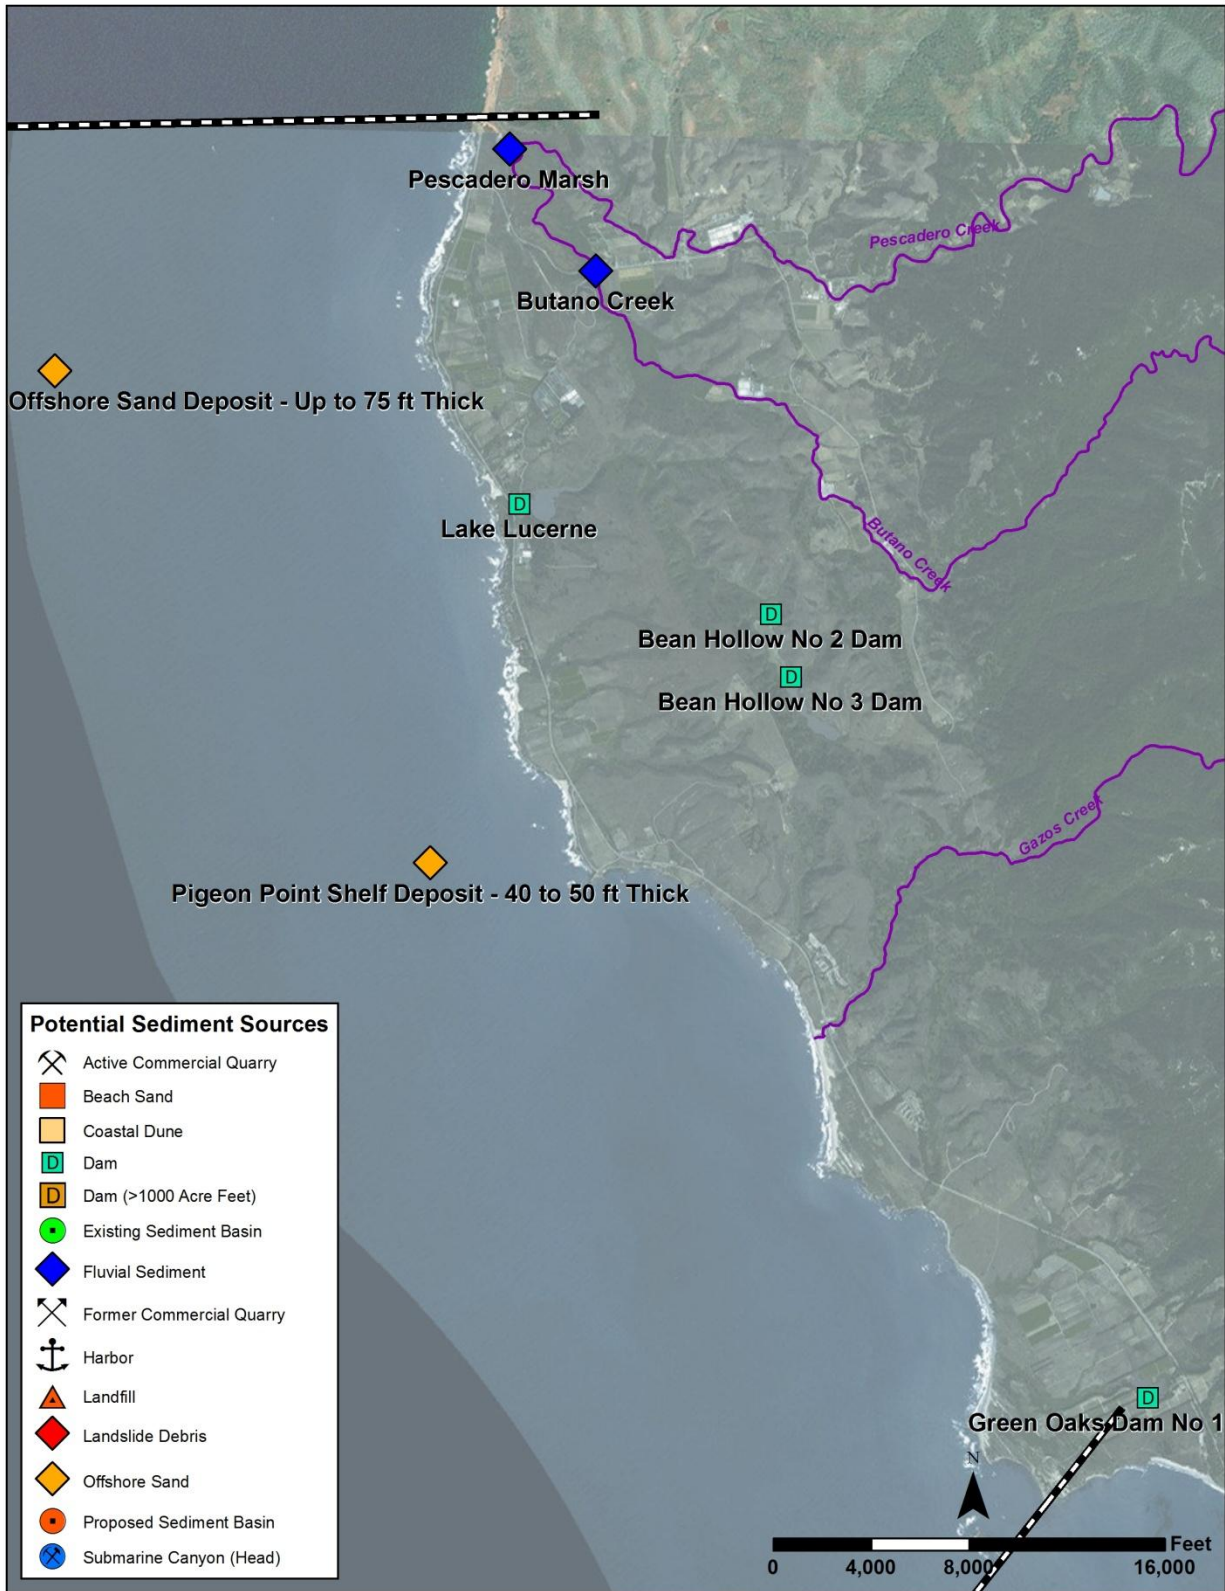 Pescadero Marsh
Pescadero Creek
Butano Creek
Offshore Sand Deposit - Up to 75 ft Thick
D
Lake Lucerne
Butano Creek
D
Bean Hollow No 2 Dam
D
Bean Hollow No 3 Dam
Gazos Creek
Pigeon Point Shelf Deposit - 40 to 50 ft Thick
Potential Sediment Sources
Active Commercial Quarry
Beach Sand
Coastal Dune
D Dam
D Dam (>1000 Acre Feet)
Existing Sediment Basin
Fluvial Sediment
Former Commercial Quarry
Harbor
Landfill
Landslide Debris
Offshore Sand
Proposed Sediment Basin
Submarine Canyon (Head)
D
Green Oaks Dam No 1
N
Feet
0 4,000 8,000 16,000